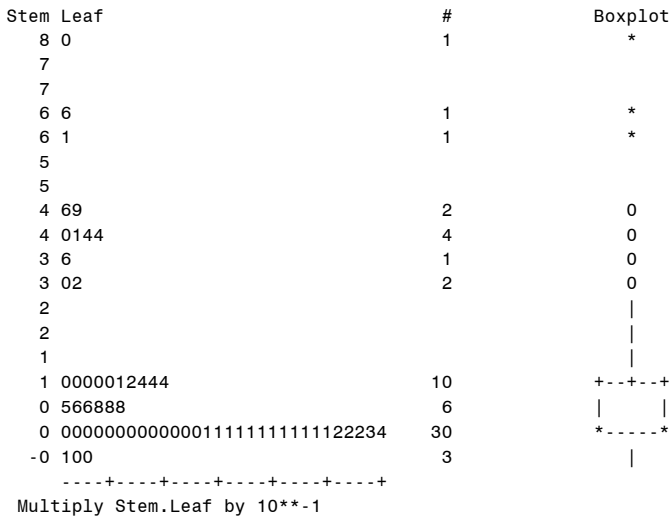 Stem Leaf # Boxplot
8 0 1 *
7
7
6 6 1 *
6 1 1 *
5
5
4 69 2 0
4 0144 4 0
3 6 1 0
3 02 2 0
2 |
2 |
1 |
1 0000012444 10 +--+--+
0 566888 6 | |
0 000000000000011111111111122234 30 *-----*
-0 100 3 |
----+----+----+----+----+----+
Multiply Stem.Leaf by 10**-1